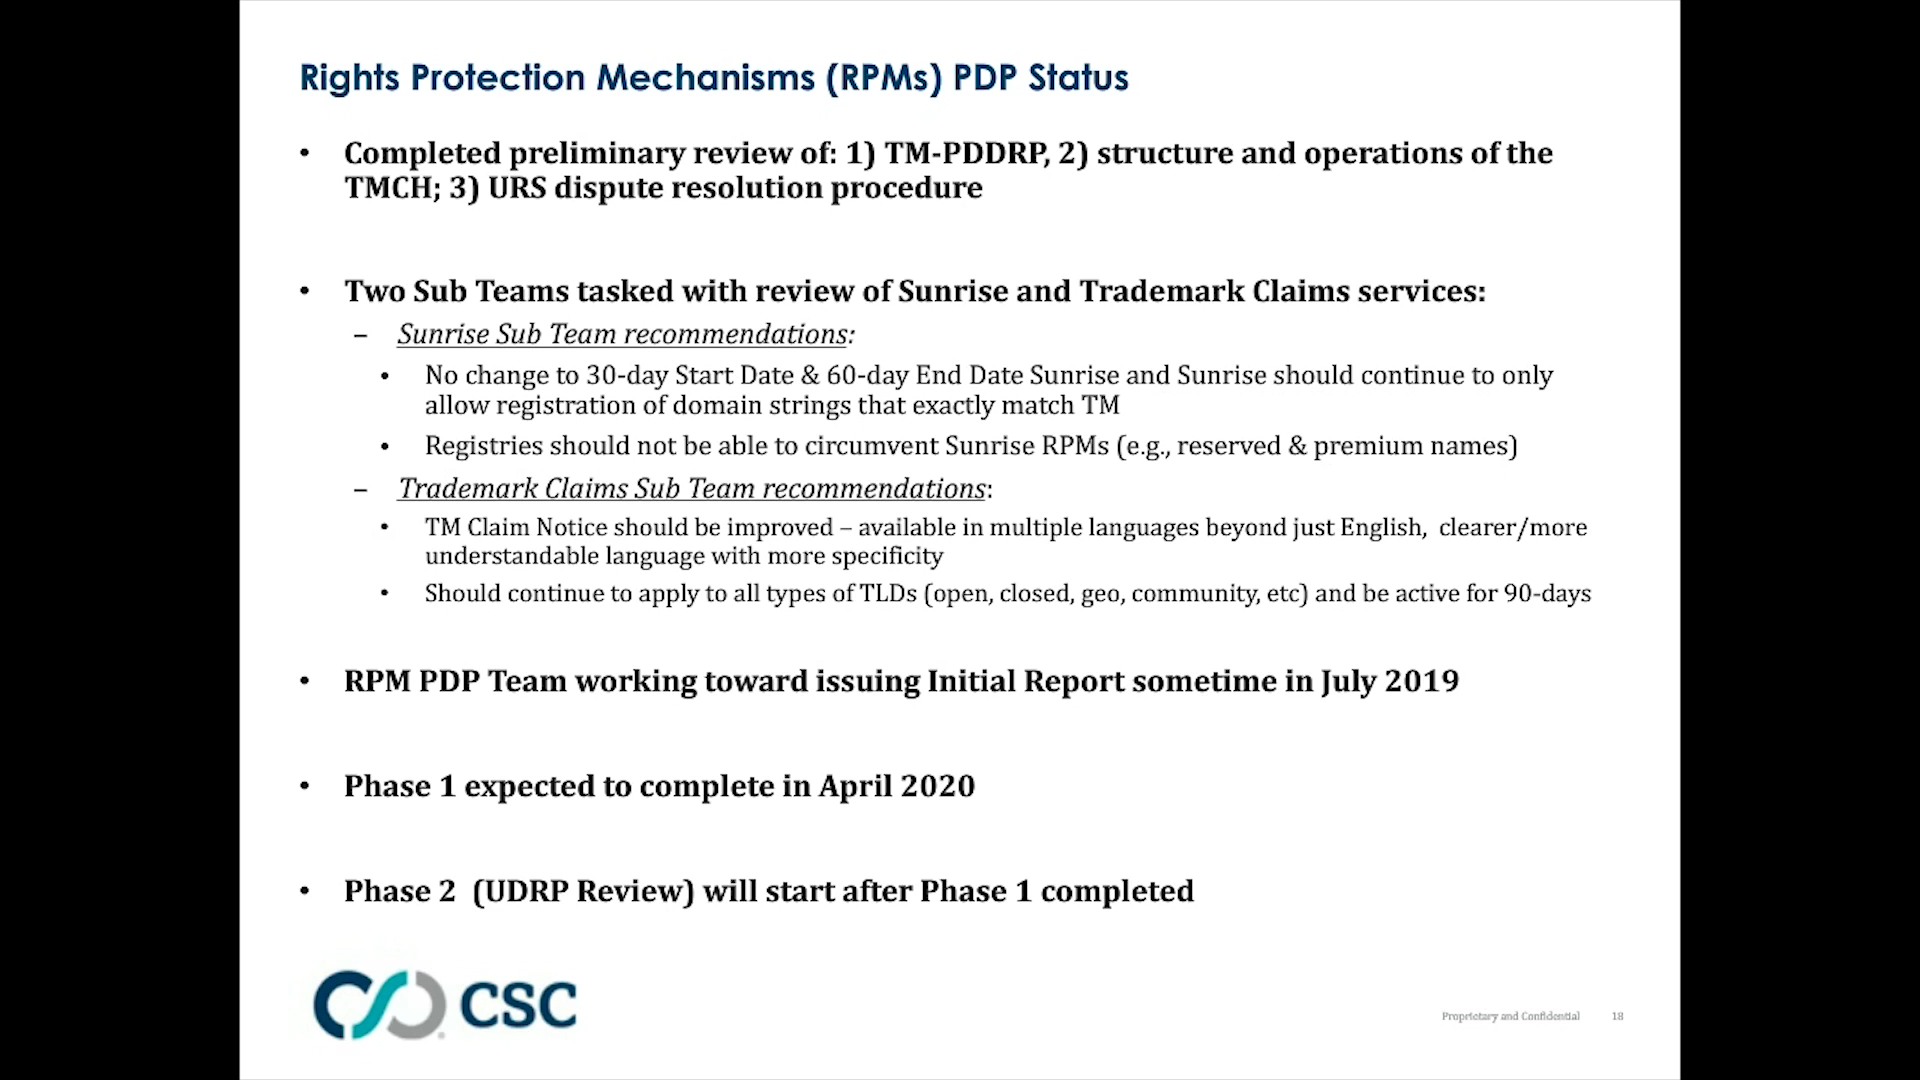 Rights Protection Mechanisms (RPMs) PDP Status
• Completed preliminary review of: 1) TM-PDDRP, 2) structure and operations of the
TMCH; 3) URS dispute resolution procedure
• Two Sub Teams tasked with review of Sunrise and Trademark Claims services:
– Sunrise Sub Team recommendations:
• No change to 30-day Start Date & 60-day End Date Sunrise and Sunrise should continue to only
allow registration of domain strings that exactly match TM
• Registries should not be able to circumvent Sunrise RPMs (e.g., reserved & premium names)
– Trademark Claims Sub Team recommendations:
• TM Claim Notice should be improved – available in multiple languages beyond just English, clearer/more
understandable language with more specificity
• Should continue to apply to all types of TLDs (open, closed, geo, community, etc) and be active for 90-days
• RPM PDP Team working toward issuing Initial Report sometime in July 2019
• Phase 1 expected to complete in April 2020
• Phase 2 (UDRP Review) will start after Phase 1 completed
CSC
Proprietary and Confidential 18